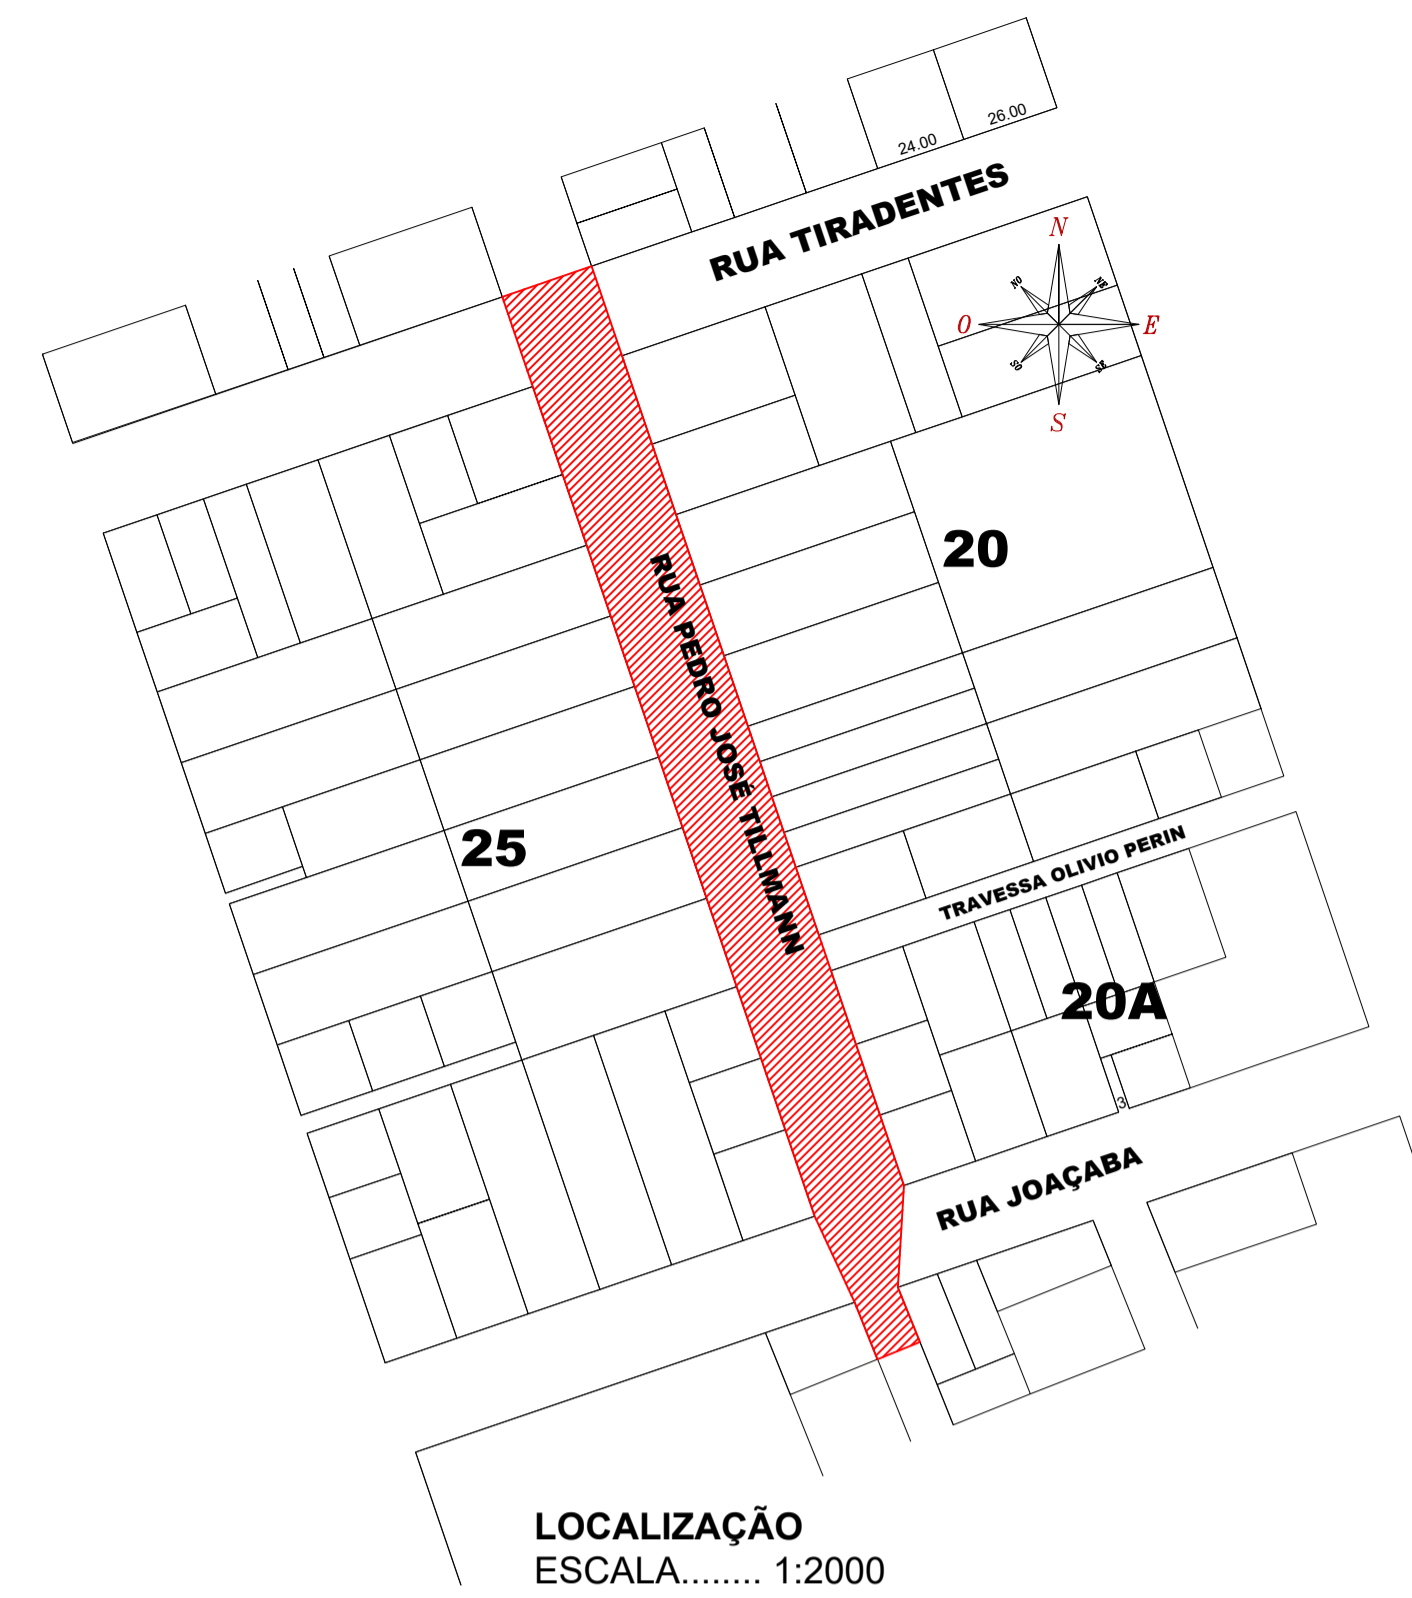 26.00
24.00
RUA TIRADENTES
N
NO
NE
O
E
SO
SE
S
20
RUA PEDRO JOSÉ TILLMANN
25
TRAVESSA OLIVIO PERIN
20A
3
RUA JOAÇABA
LOCALIZAÇÃO
ESCALA........ 1:2000